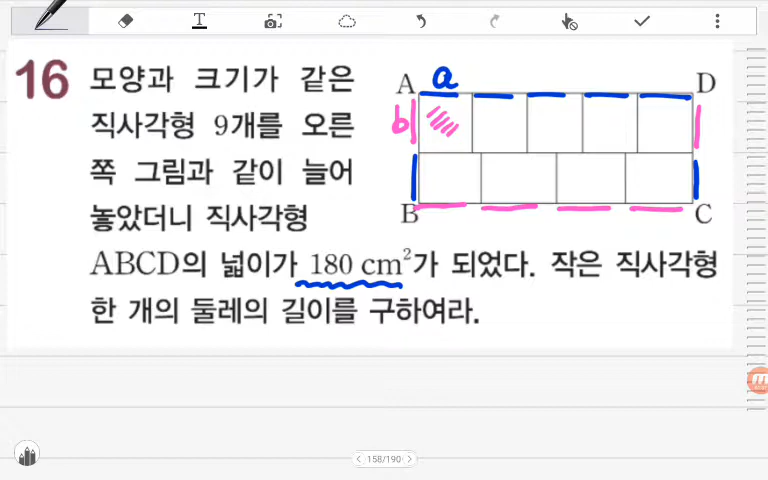 T
16 모양과 크기가 같은
직사각형 9개를 오른
쪽 그림과 같이 늘어
놓았더니 직사각형
ABCD의 넓이가 180 cm²가 되었다. 작은 직사각형
한 개의 둘레의 길이를 구하여라.
A a D
b
B C
158/190